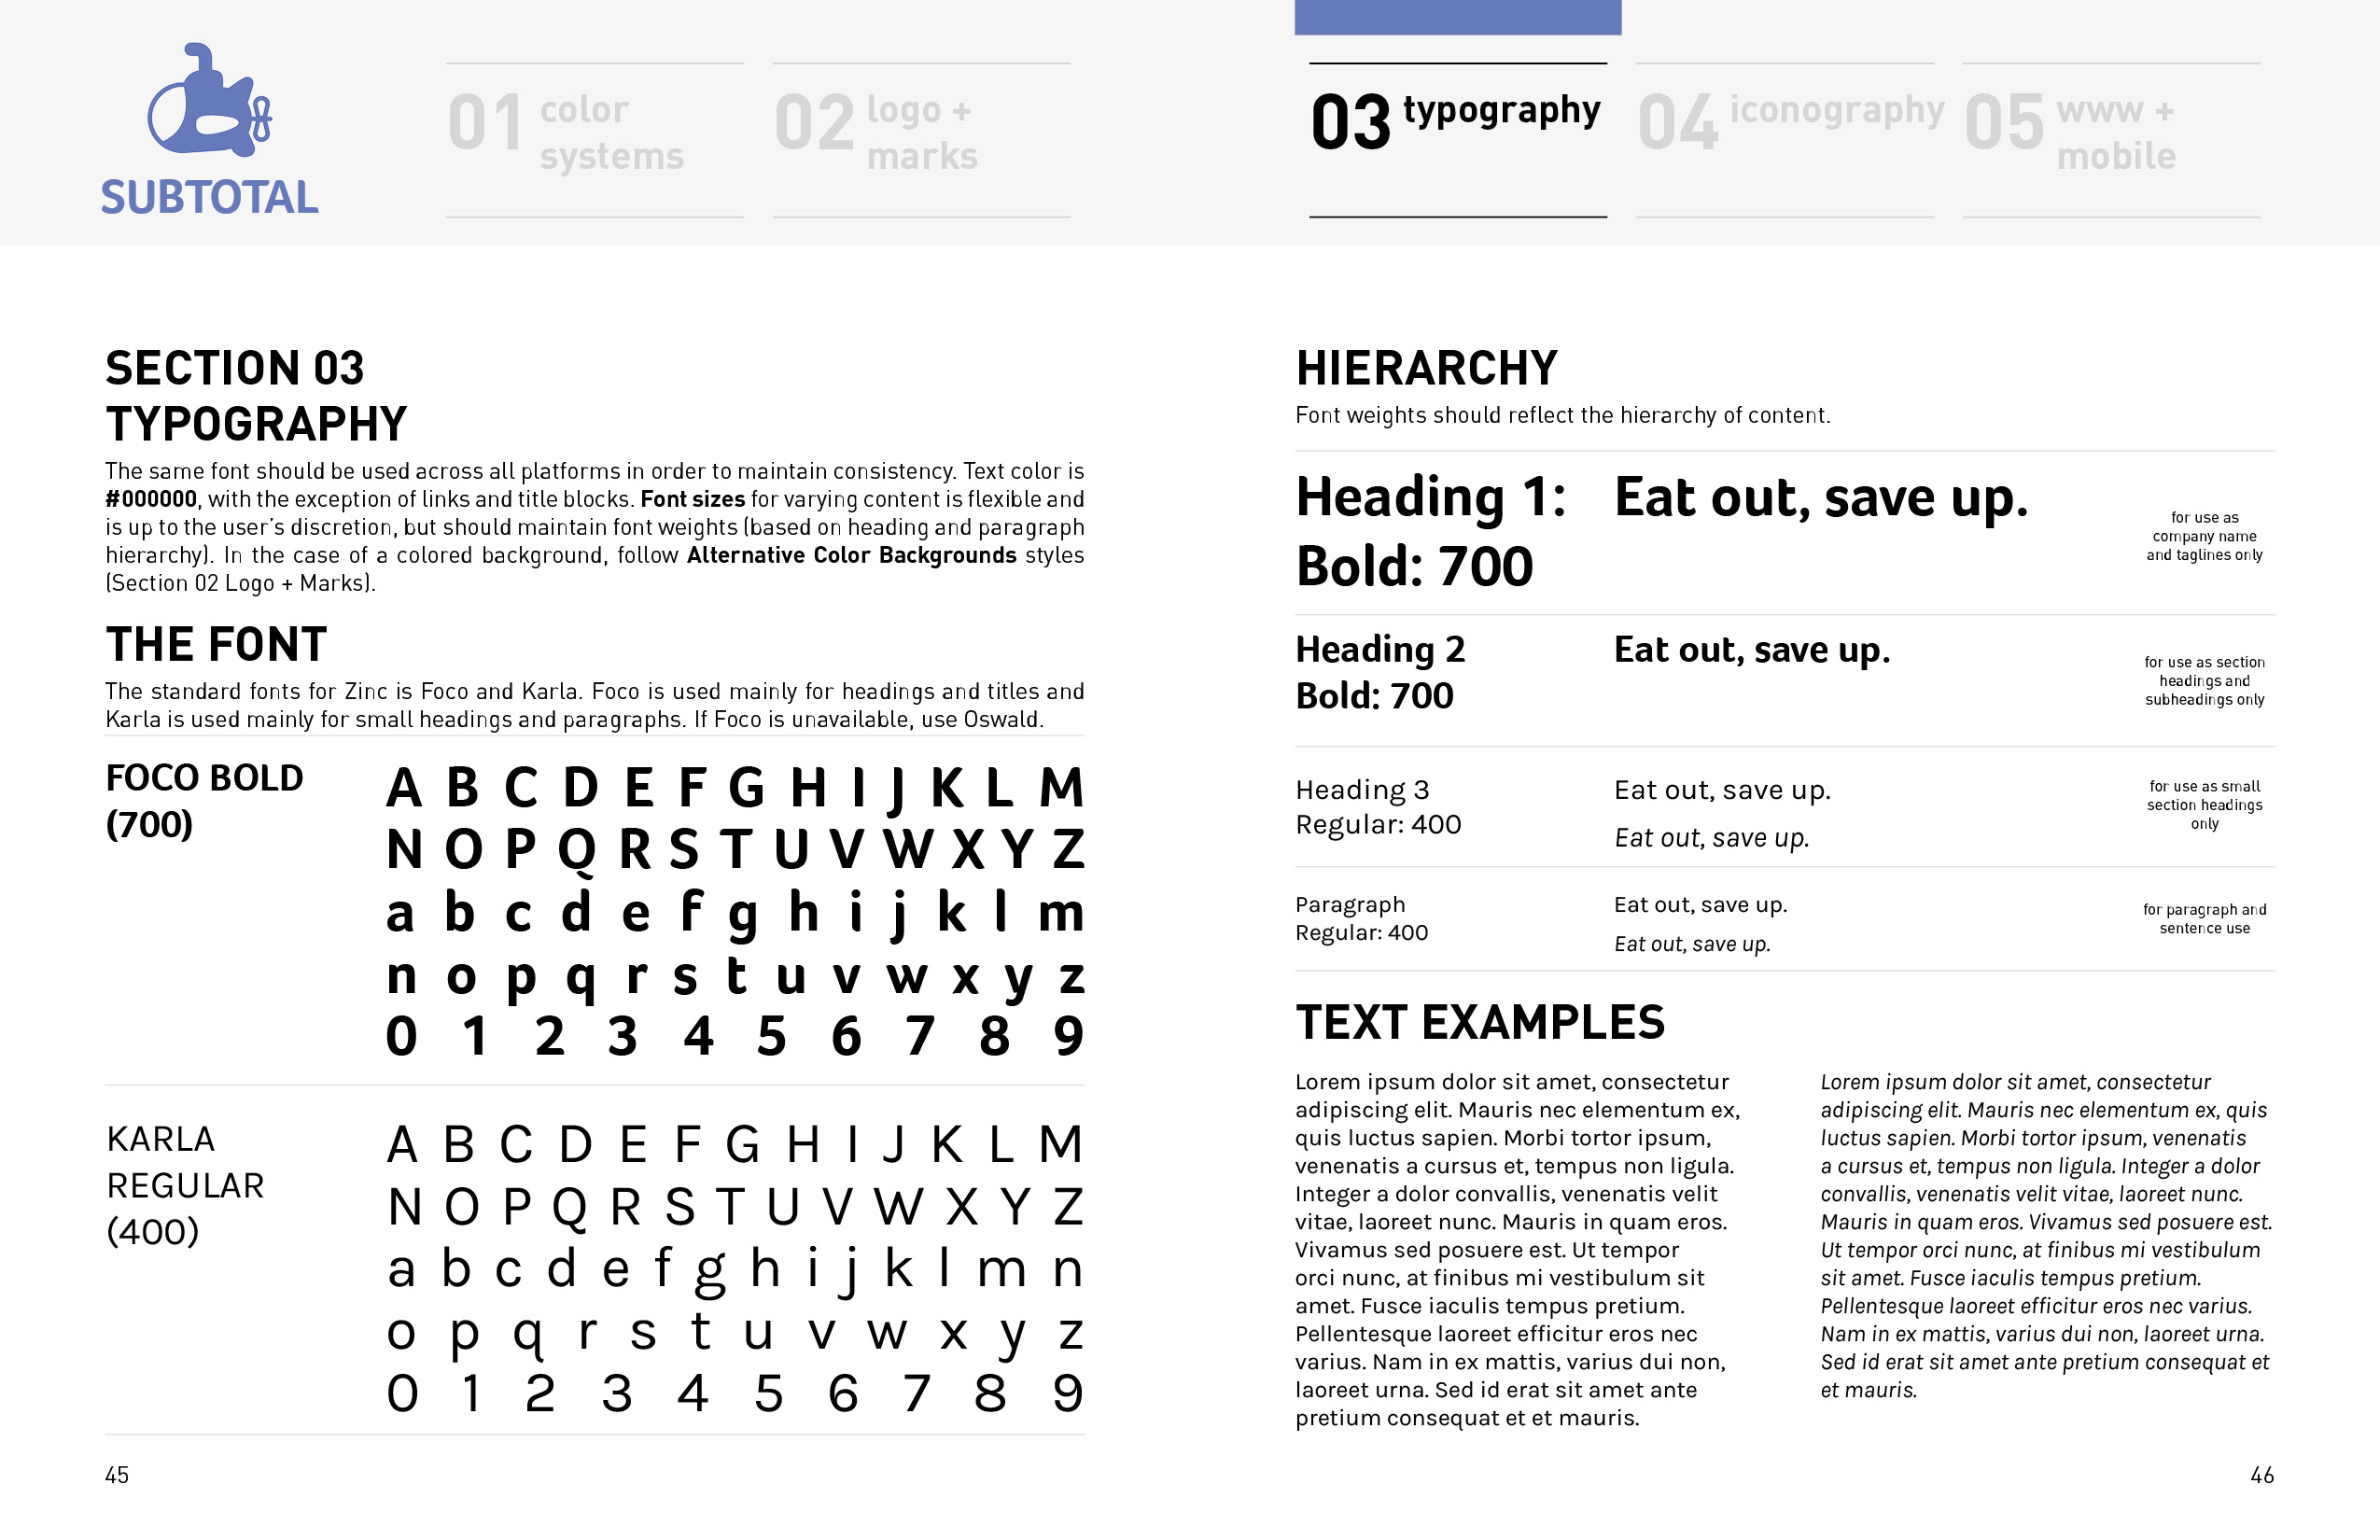 SUBTOTAL
01 color
systems
02 logo +
marks
03 typography
04 iconography
05 www +
mobile
SECTION 03
TYPOGRAPHY
The same font should be used across all platforms in order to maintain consistency. Text color is
#000000, with the exception of links and title blocks. Font sizes for varying content is flexible and
is up to the user’s discretion, but should maintain font weights (based on heading and paragraph
hierarchy). In the case of a colored background, follow Alternative Color Backgrounds styles
(Section 02 Logo + Marks).
THE FONT
The standard fonts for Zinc is Foco and Karla. Foco is used mainly for headings and titles and
Karla is used mainly for small headings and paragraphs. If Foco is unavailable, use Oswald.
FOCO BOLD
(700)
A B C D E F G H I J K L M
N O P Q R S T U V W X Y Z
a b c d e f g h i j k l m
n o p q r s t u v w x y z
0 1 2 3 4 5 6 7 8 9
KARLA
REGULAR
(400)
A B C D E F G H I J K L M
N O P Q R S T U V W X Y Z
a b c d e f g h i j k l m n
o p q r s t u v w x y z
0 1 2 3 4 5 6 7 8 9
45
HIERARCHY
Font weights should reflect the hierarchy of content.
Heading 1:
Bold: 700
Eat out, save up.
for use as
company name
and taglines only
Heading 2
Bold: 700
Eat out, save up.
for use as section
headings and
subheadings only
Heading 3
Regular: 400
Eat out, save up.
Eat out, save up.
for use as small
section headings
only
Paragraph
Regular: 400
Eat out, save up.
Eat out, save up.
for paragraph and
sentence use
TEXT EXAMPLES
Lorem ipsum dolor sit amet, consectetur
adipiscing elit. Mauris nec elementum ex,
quis luctus sapien. Morbi tortor ipsum,
venenatis a cursus et, tempus non ligula.
Integer a dolor convallis, venenatis velit
vitae, laoreet nunc. Mauris in quam eros.
Vivamus sed posuere est. Ut tempor
orci nunc, at finibus mi vestibulum sit
amet. Fusce iaculis tempus pretium.
Pellentesque laoreet efficitur eros nec
varius. Nam in ex mattis, varius dui non,
laoreet urna. Sed id erat sit amet ante
pretium consequat et et mauris.
Lorem ipsum dolor sit amet, consectetur
adipiscing elit. Mauris nec elementum ex, quis
luctus sapien. Morbi tortor ipsum, venenatis
a cursus et, tempus non ligula. Integer a dolor
convallis, venenatis velit vitae, laoreet nunc.
Mauris in quam eros. Vivamus sed posuere est.
Ut tempor orci nunc, at finibus mi vestibulum
sit amet. Fusce iaculis tempus pretium.
Pellentesque laoreet efficitur eros nec varius.
Nam in ex mattis, varius dui non, laoreet urna.
Sed id erat sit amet ante pretium consequat et
et mauris.
46